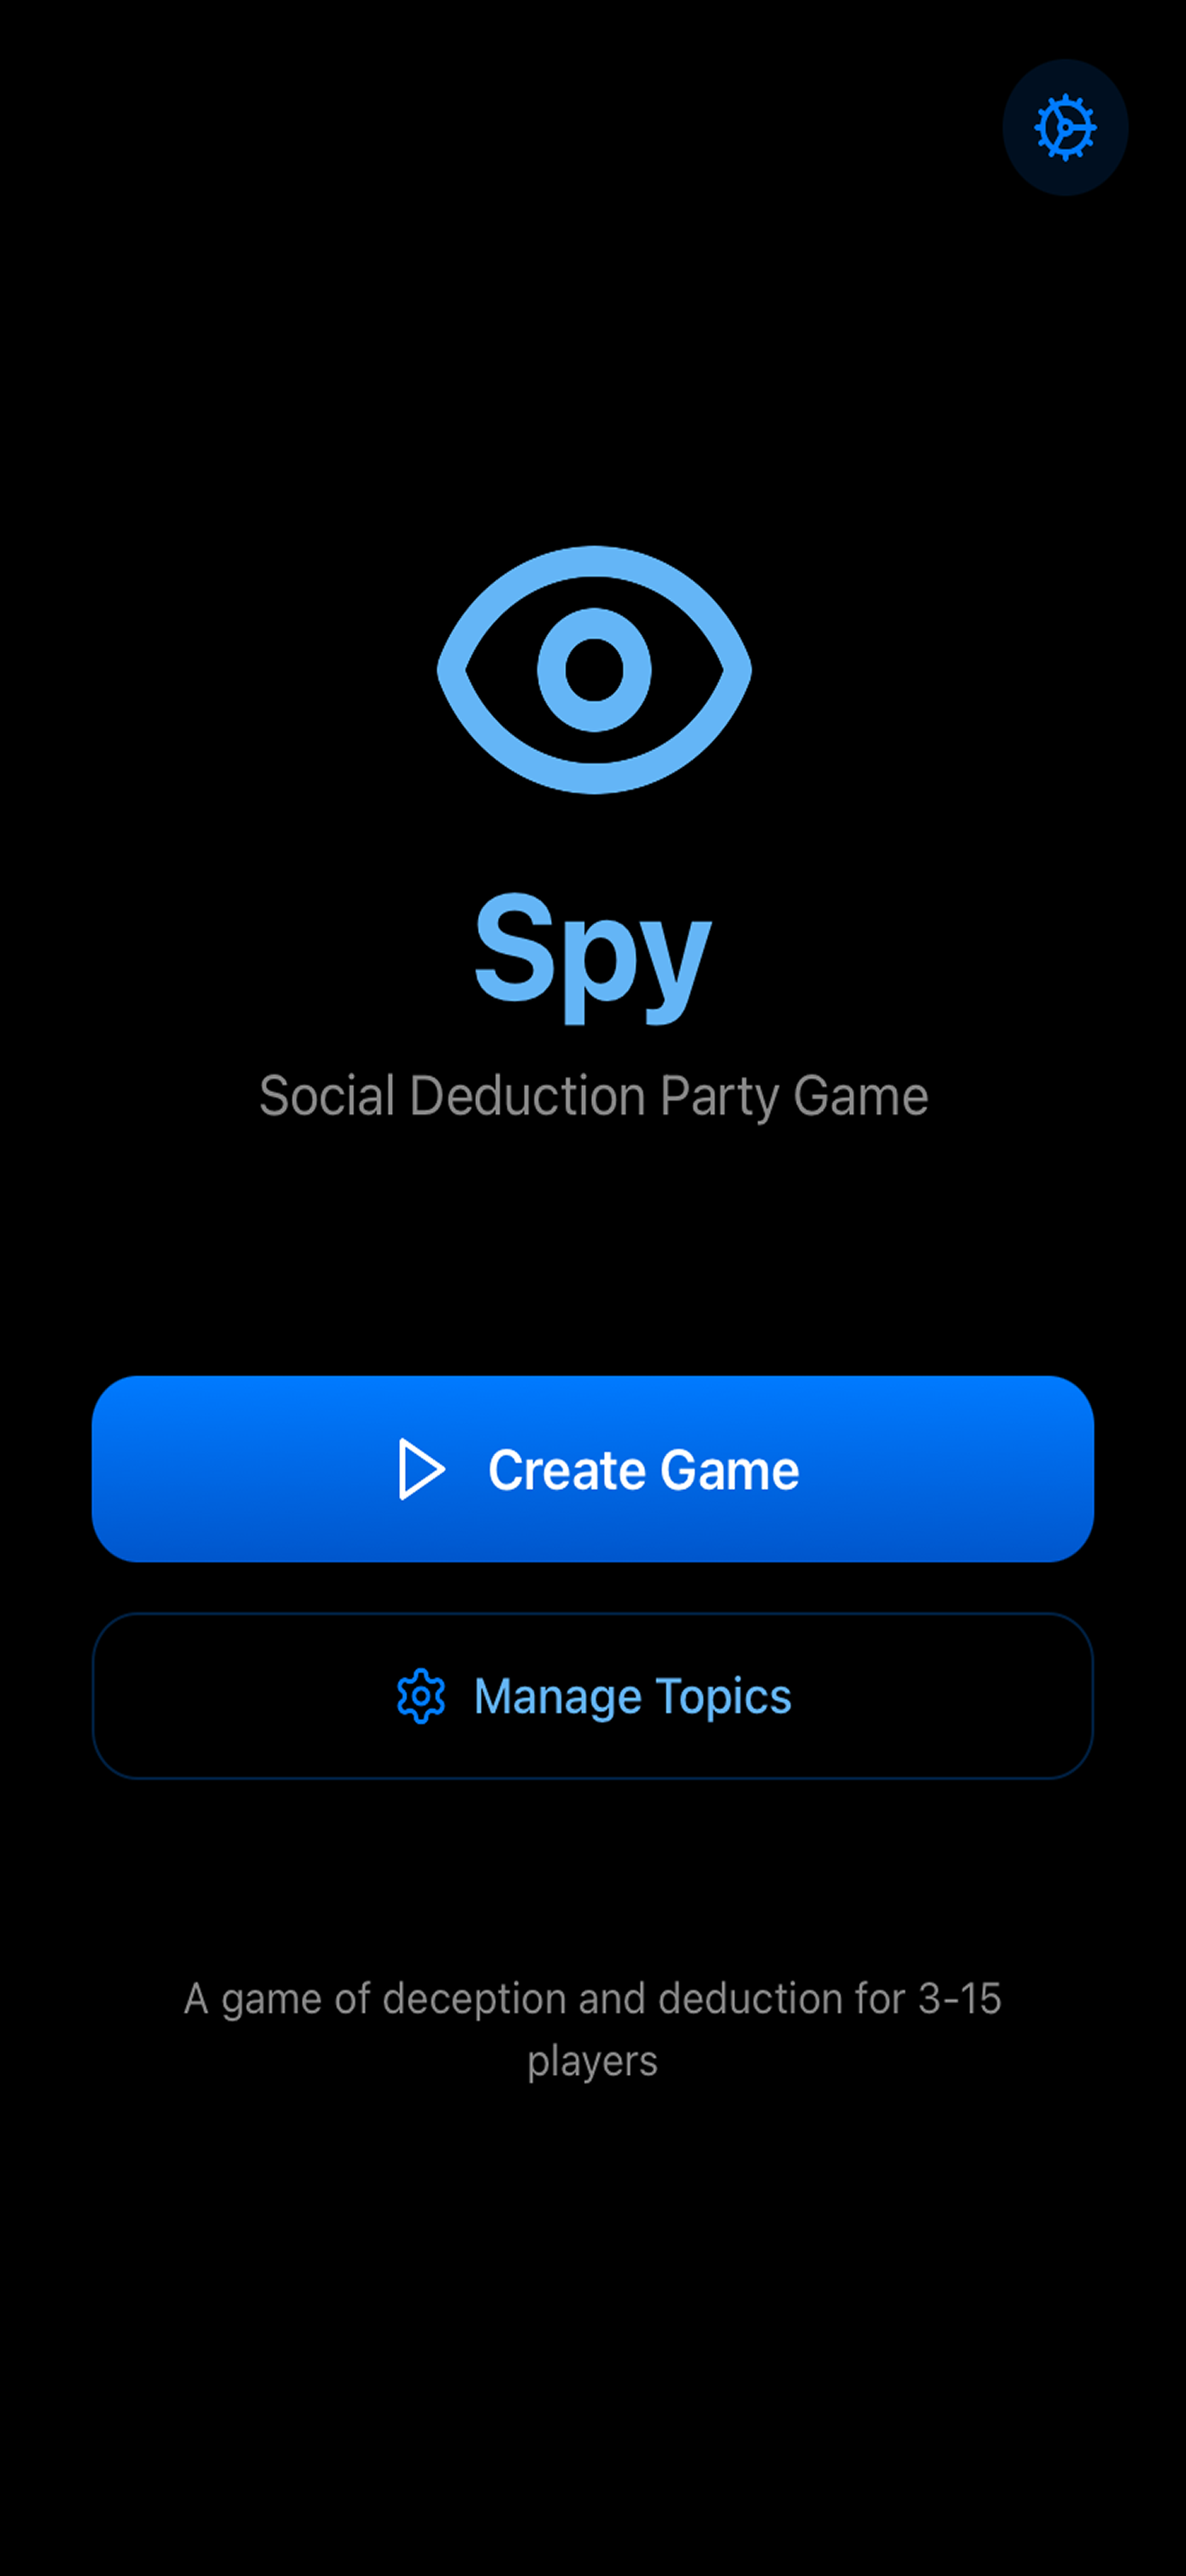 Spy
Social Deduction Party Game
Create Game
Manage Topics
A game of deception and deduction for 3-15
players